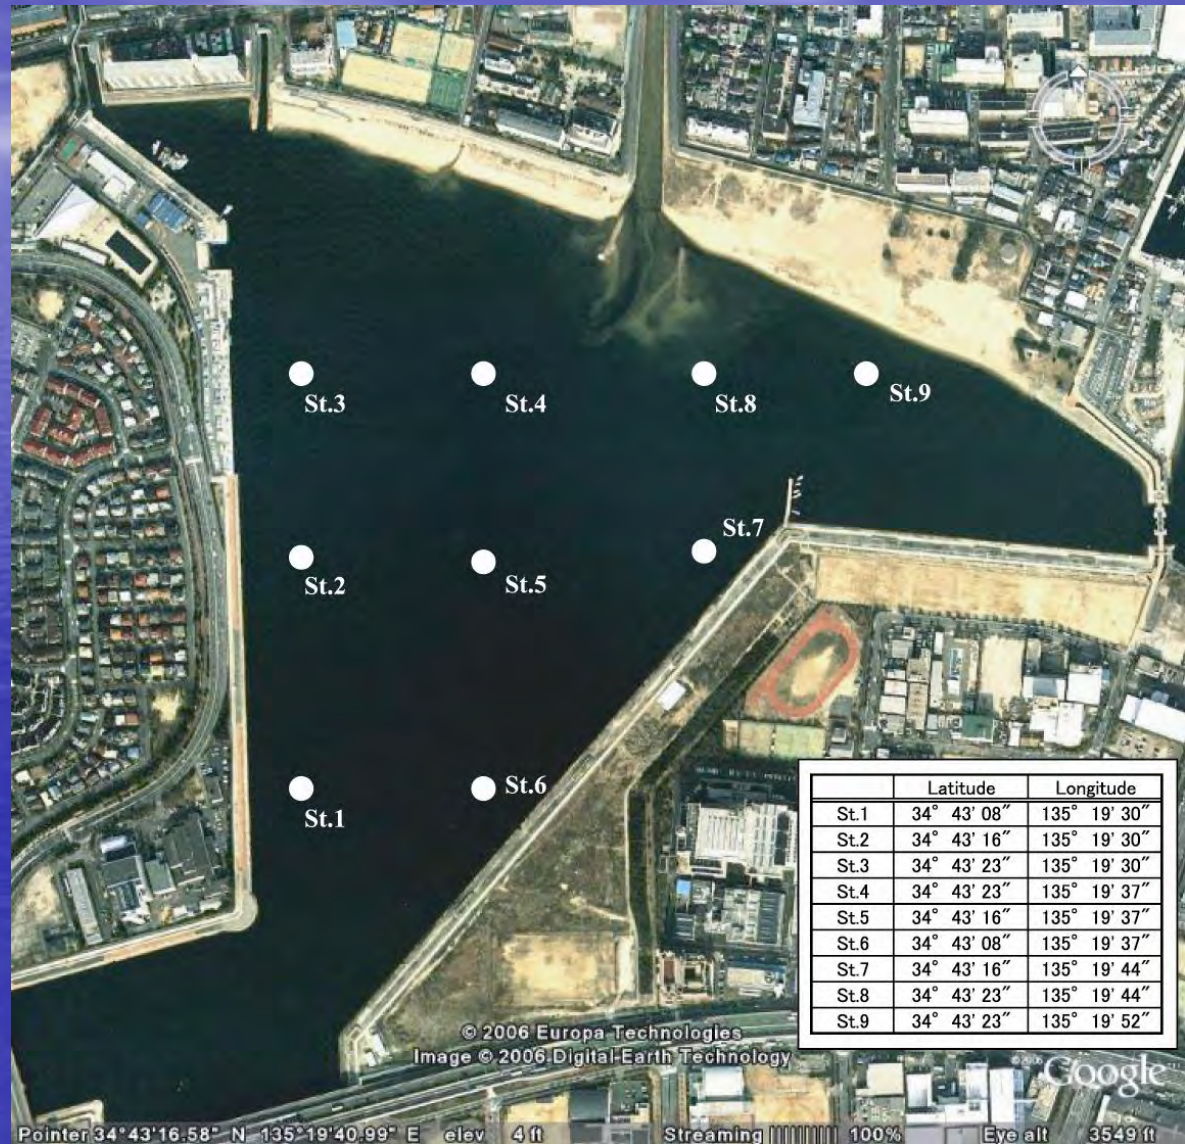 St.3
St.4
St.8
St.9
St.7
St.2
St.5
St.6
St.1
Latitude Longitude
St.1 34° 43′ 08″ 135° 19′ 30″
St.2 34° 43′ 16″ 135° 19′ 30″
St.3 34° 43′ 23″ 135° 19′ 30″
St.4 34° 43′ 23″ 135° 19′ 37″
St.5 34° 43′ 16″ 135° 19′ 37″
St.6 34° 43′ 08″ 135° 19′ 37″
St.7 34° 43′ 16″ 135° 19′ 44″
St.8 34° 43′ 23″ 135° 19′ 44″
St.9 34° 43′ 23″ 135° 19′ 52″
© 2006 Europa Technologies
Image © 2006 Digital Earth Technology
©2006 Google
Pointer 34°43'16.58" N 135°19'40.99" E elev 4 ft Streaming ||||||||| 100% Eye alt 3549 ft